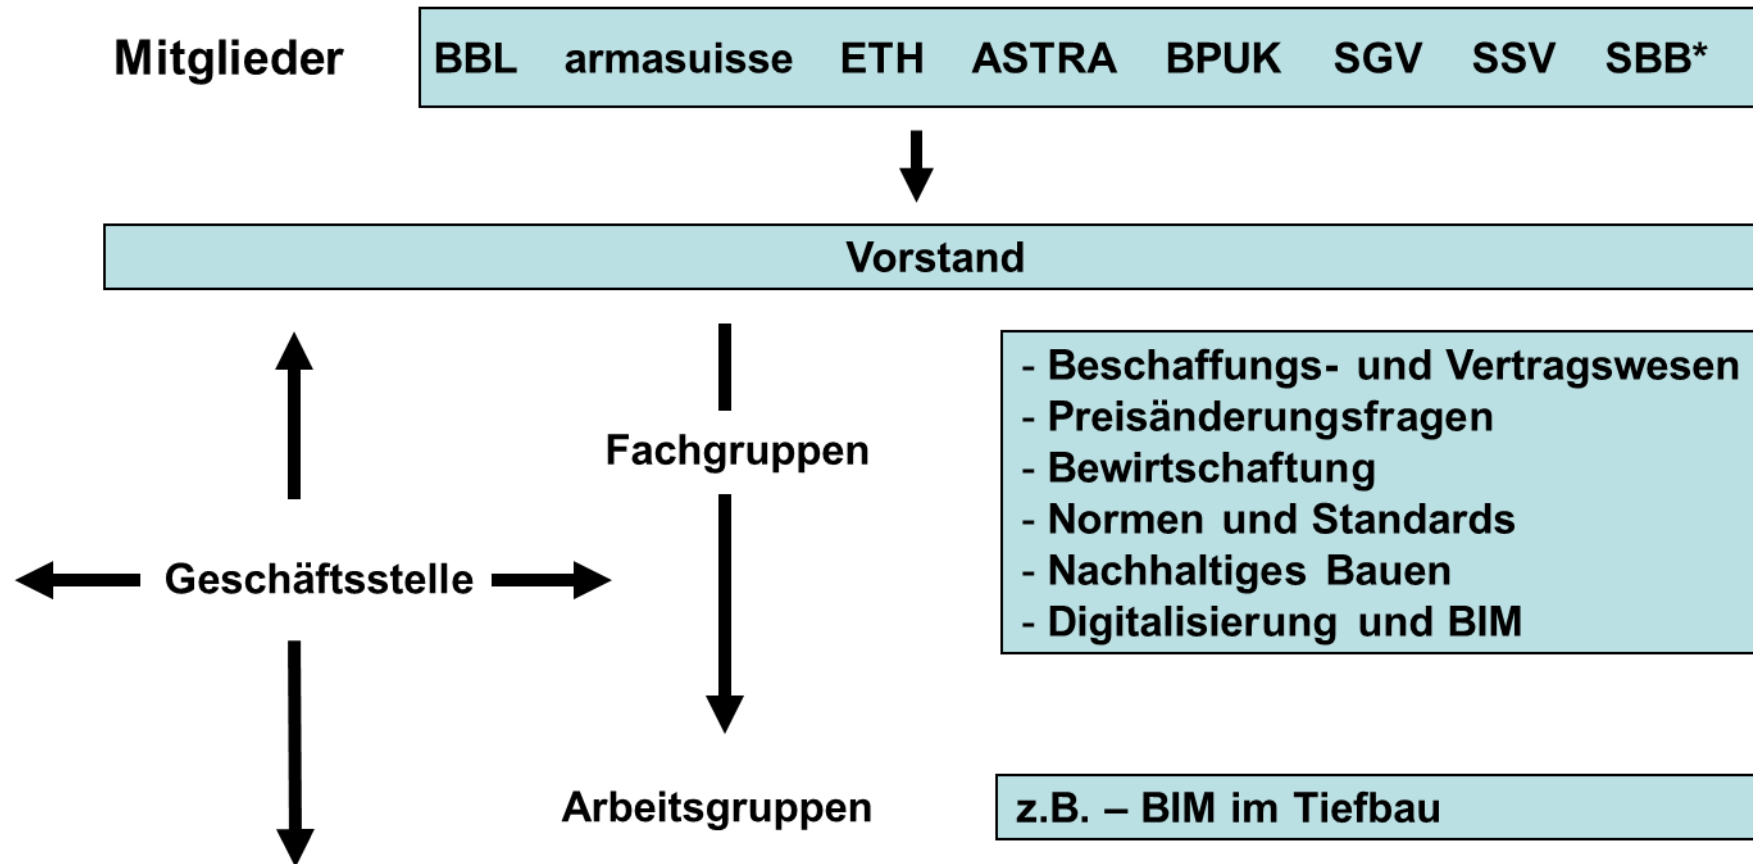 Mitglieder BBL armasuisse ETH ASTRA BPUK SGV SSV SBB*
Vorstand
- Beschaffungs- und Vertragswesen
- Preisänderungsfragen
- Bewirtschaftung
- Normen und Standards
- Nachhaltiges Bauen
- Digitalisierung und BIM
Fachgruppen
Geschäftsstelle
Arbeitsgruppen
z.B. – BIM im Tiefbau